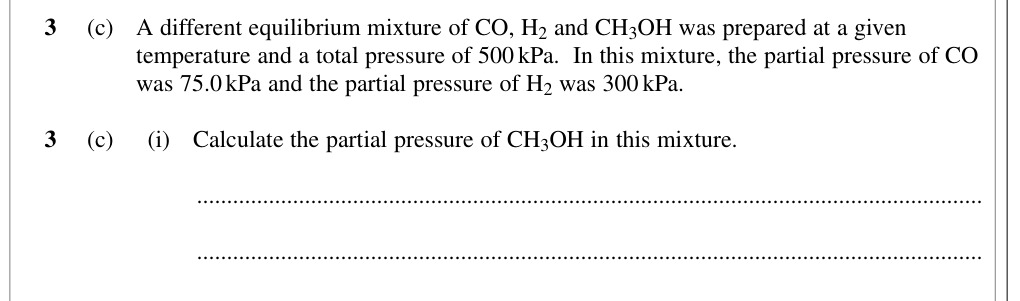 3 (c) A different equilibrium mixture of CO, H₂ and CH₃OH was prepared at a given
temperature and a total pressure of 500 kPa. In this mixture, the partial pressure of CO
was 75.0 kPa and the partial pressure of H₂ was 300 kPa.
3 (c) (i) Calculate the partial pressure of CH₃OH in this mixture.